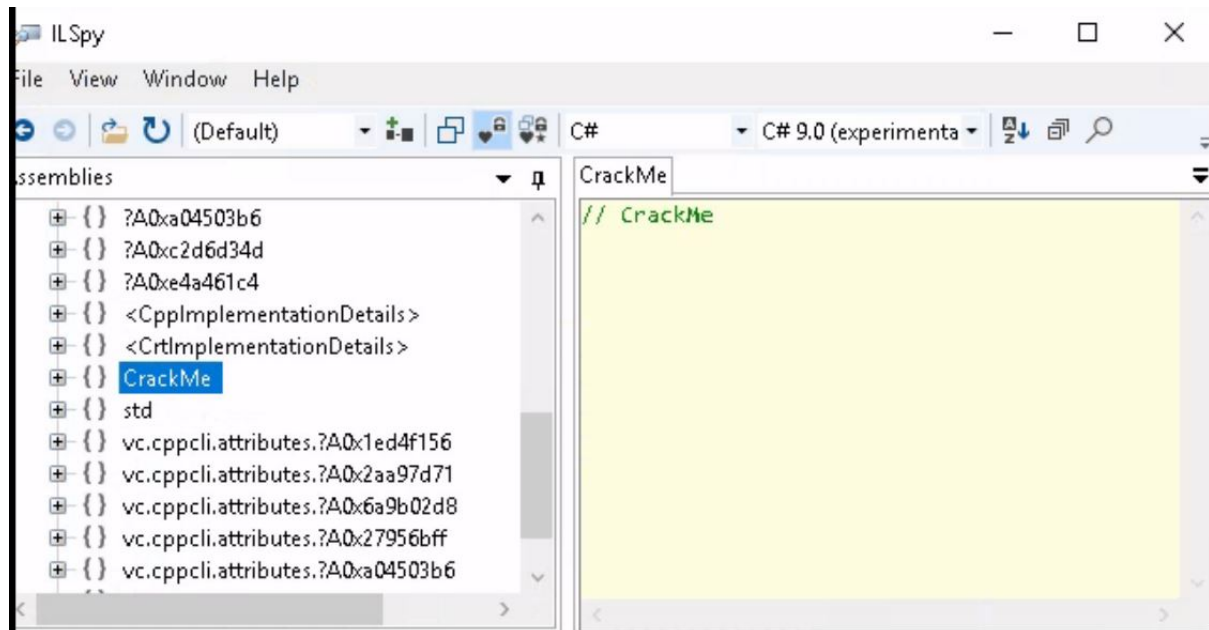 ILSpy
File View Window Help
(Default) C# C# 9.0 (experimenta
ssemblies
CrackMe
?A0xa04503b6
?A0xc2d6d34d
?A0xe4a461c4
<CppImplementationDetails>
<CrtImplementationDetails>
CrackMe
std
vc.cppcli.attributes.?A0x1ed4f156
vc.cppcli.attributes.?A0x2aa97d71
vc.cppcli.attributes.?A0x6a9b02d8
vc.cppcli.attributes.?A0x27956bff
vc.cppcli.attributes.?A0xa04503b6
// CrackMe